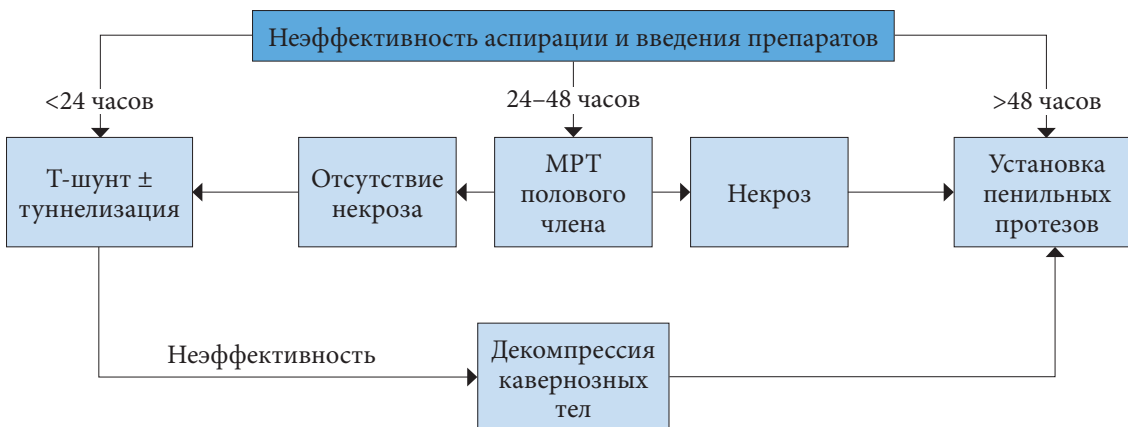 Неэффективность аспирации и введения препаратов
<24 часов
24–48 часов
>48 часов
Т-шунт ±
туннелизация
Отсутствие
некроза
МРТ
полового
члена
Некроз
Установка
пенильных
протезов
Неэффективность
Декомпрессия
кавернозных
тел